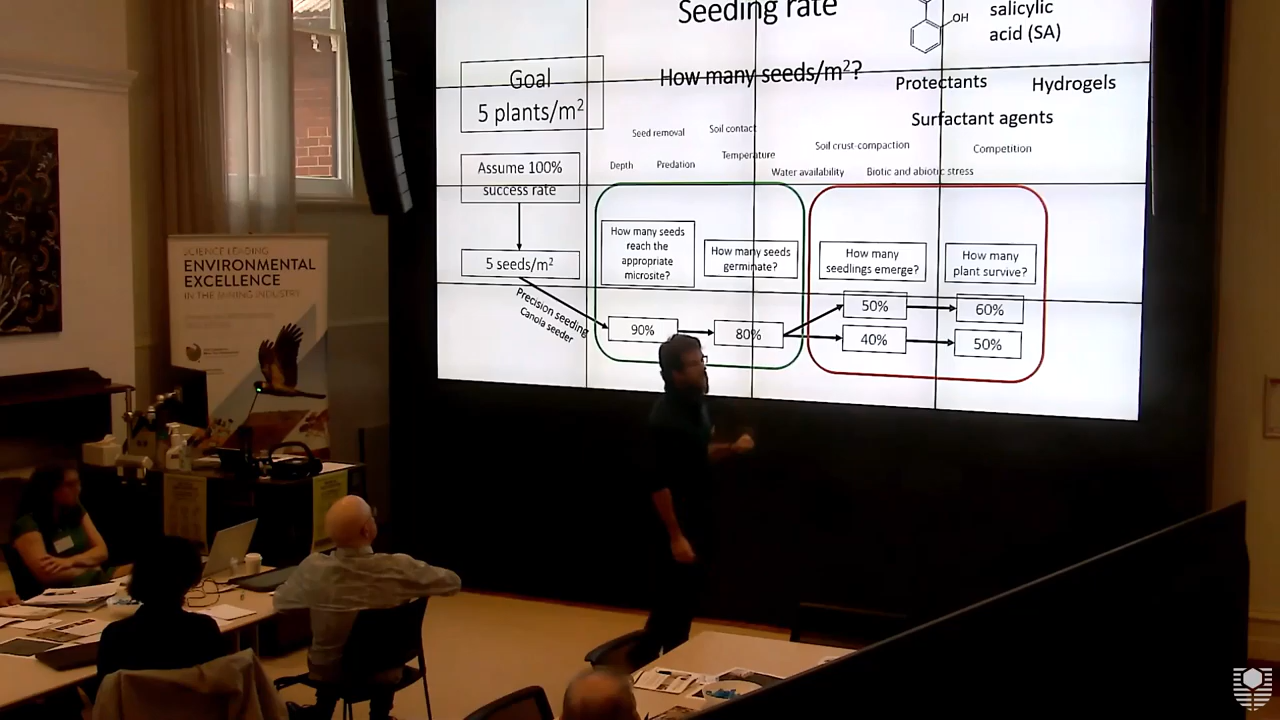 Seeding rate
OH
salicylic
acid (SA)
Goal
5 plants/m²
How many seeds/m²?
Protectants
Hydrogels
Surfactant agents
Seed removal
Soil contact
Soil crust-compaction
Competition
Depth
Predation
Temperature
Water availability
Biotic and abiotic stress
Assume 100%
success rate
5 seeds/m²
Precision seeding
Canola seeder
How many seeds
reach the
appropriate
microsite?
How many seeds
germinate?
How many
seedlings emerge?
How many
plant survive?
90%
80%
50%
60%
40%
50%
SCIENCE LEADING
ENVIRONMENTAL
EXCELLENCE
IN THE MINING INDUSTRY